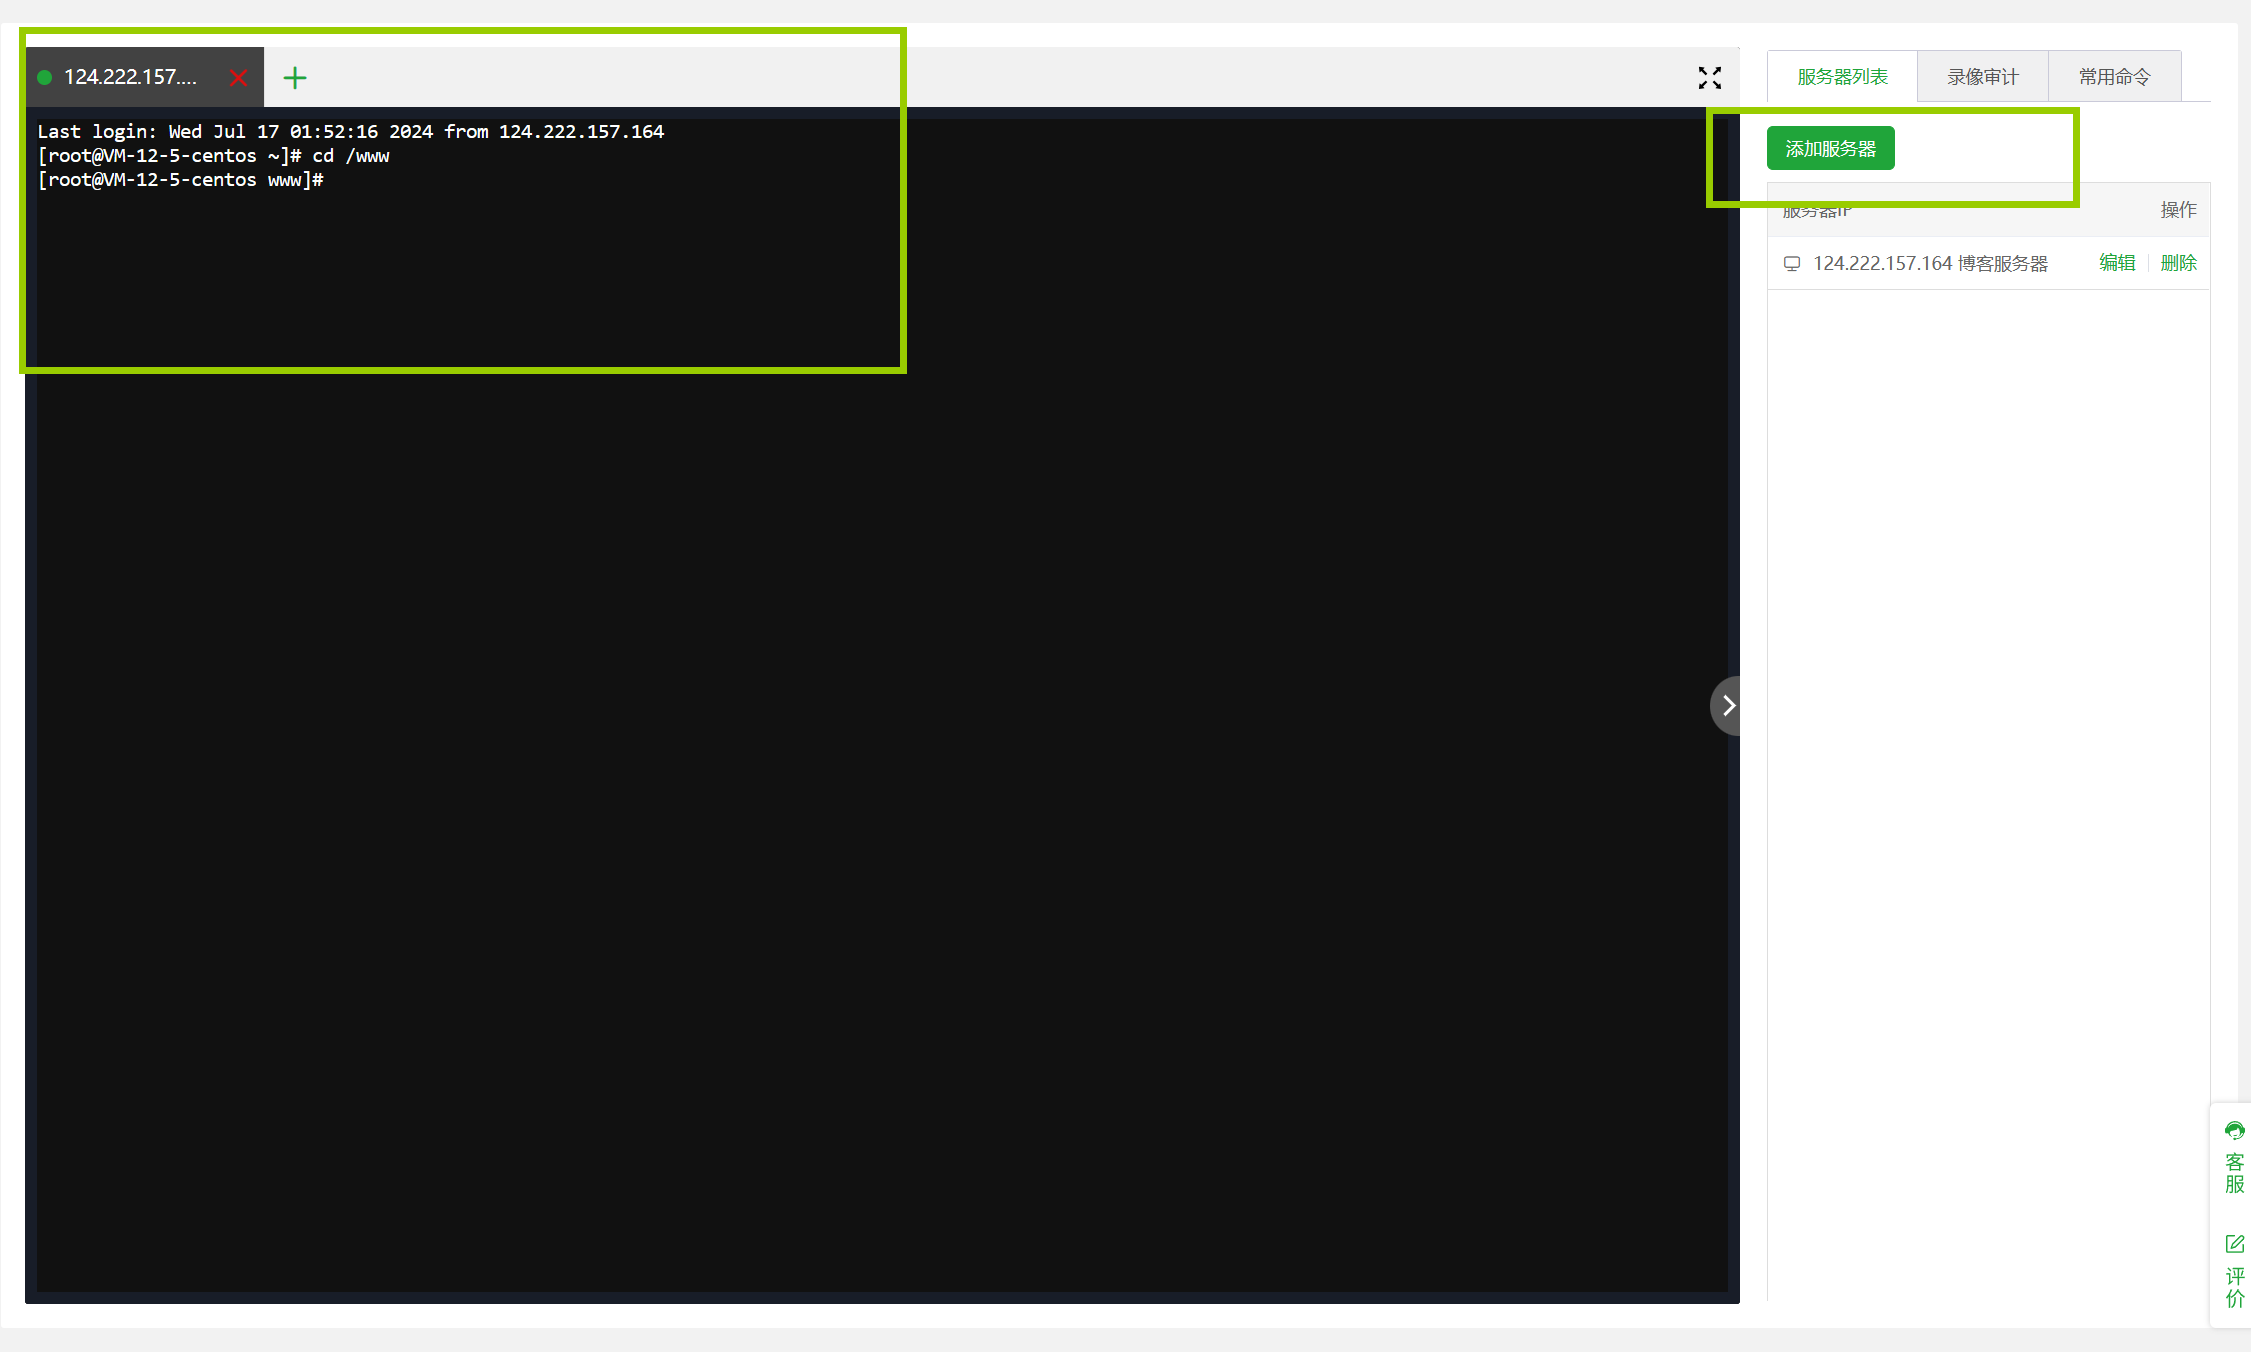 124.222.157....
Last login: Wed Jul 17 01:52:16 2024 from 124.222.157.164
[root@VM-12-5-centos ~]# cd /www
[root@VM-12-5-centos www]#
服务器列表
录像审计
常用命令
添加服务器
服务器IP
操作
124.222.157.164 博客服务器
编辑
删除
客服
评价